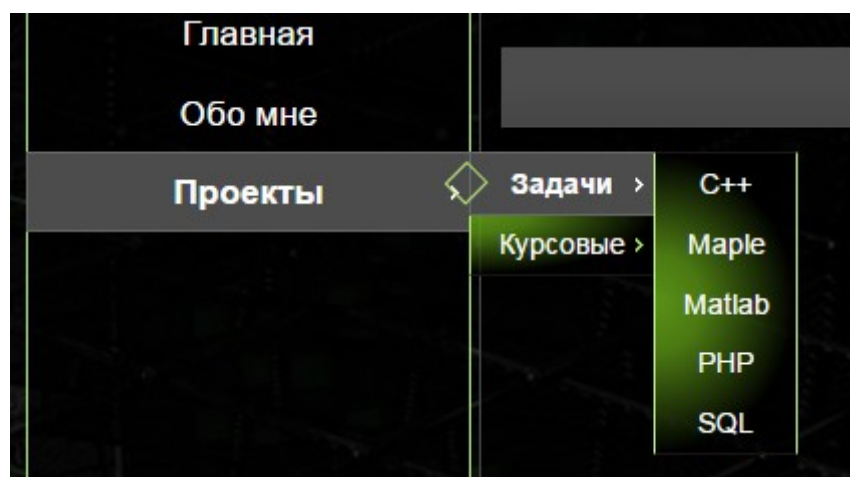 Главная
Обо мне
Проекты
Задачи
Курсовые
C++
Maple
Matlab
PHP
SQL